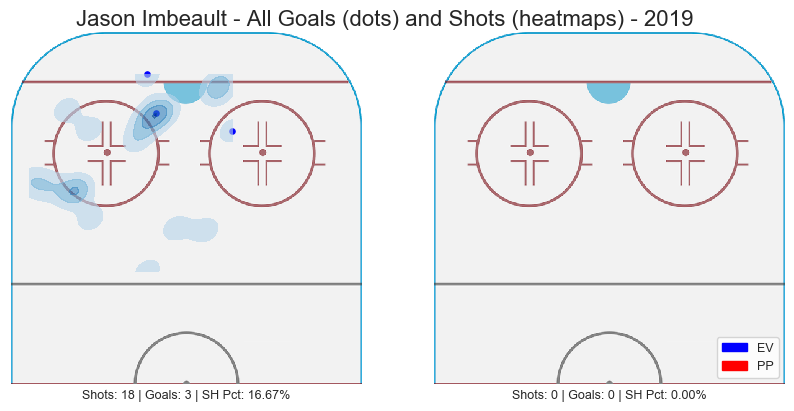 Jason Imbeault - All Goals (dots) and Shots (heatmaps) - 2019
EV
PP
Shots: 18 | Goals: 3 | SH Pct: 16.67%
Shots: 0 | Goals: 0 | SH Pct: 0.00%